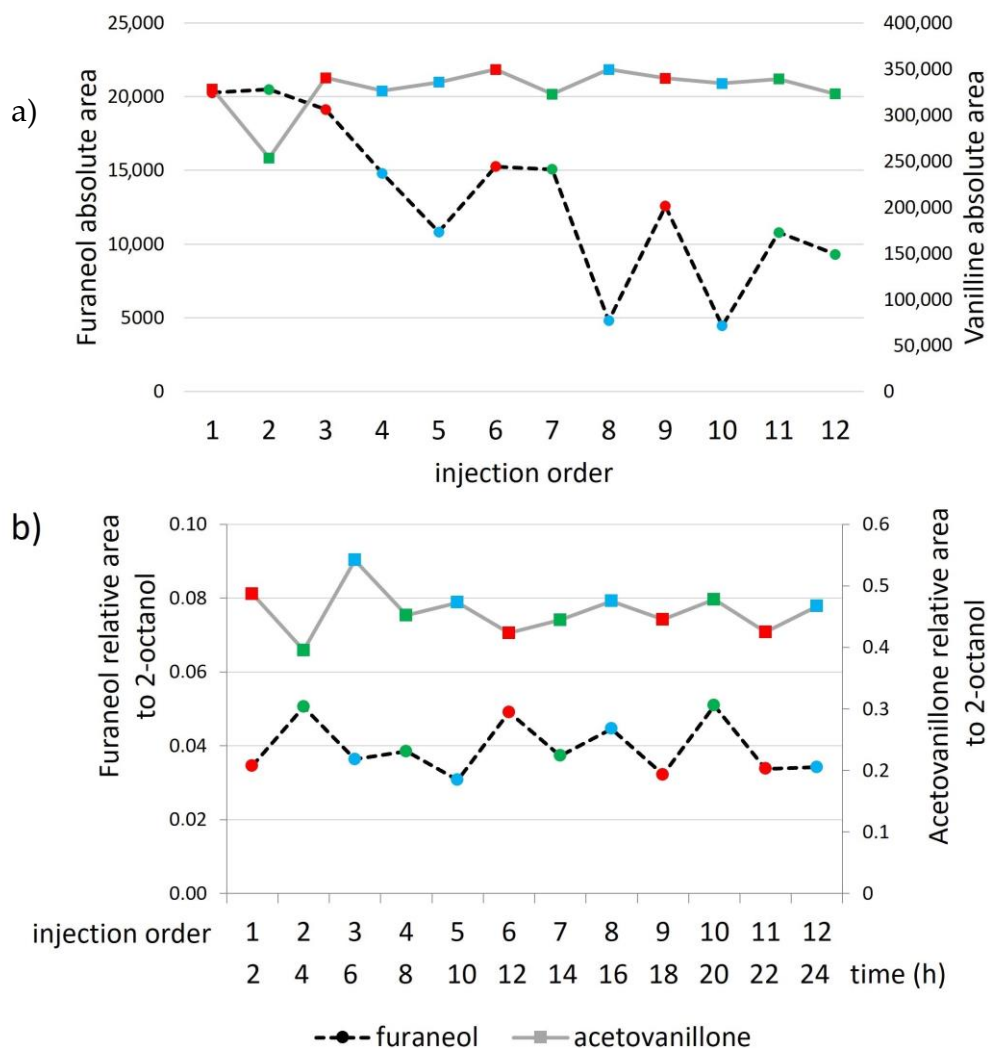 a)
Furaneol absolute area
25,000
20,000
15,000
10,000
5000
0
Vanilline absolute area
400,000
350,000
300,000
250,000
200,000
150,000
100,000
50,000
0
1 2 3 4 5 6 7 8 9 10 11 12
injection order
b)
Furaneol relative area
to 2-octanol
0.10
0.08
0.06
0.04
0.02
0.00
Acetovanillone relative area
to 2-octanol
0.6
0.5
0.4
0.3
0.2
0.1
0
injection order 1 2 3 4 5 6 7 8 9 10 11 12
2 4 6 8 10 12 14 16 18 20 22 24 time (h)
furaneol acetovanillone